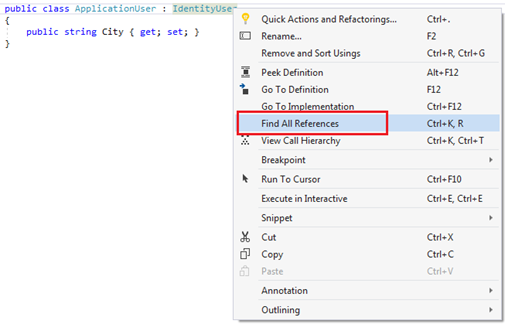 public class ApplicationUser : IdentityUser
{
public string City { get; set; }
}
Quick Actions and Refactorings... Ctrl+.
Rename... F2
Remove and Sort Usings Ctrl+R, Ctrl+G
Peek Definition Alt+F12
Go To Definition F12
Go To Implementation Ctrl+F12
Find All References Ctrl+K, R
View Call Hierarchy Ctrl+K, Ctrl+T
Breakpoint
Run To Cursor Ctrl+F10
Execute in Interactive Ctrl+E, Ctrl+E
Snippet
Cut Ctrl+X
Copy Ctrl+C
Paste Ctrl+V
Annotation
Outlining